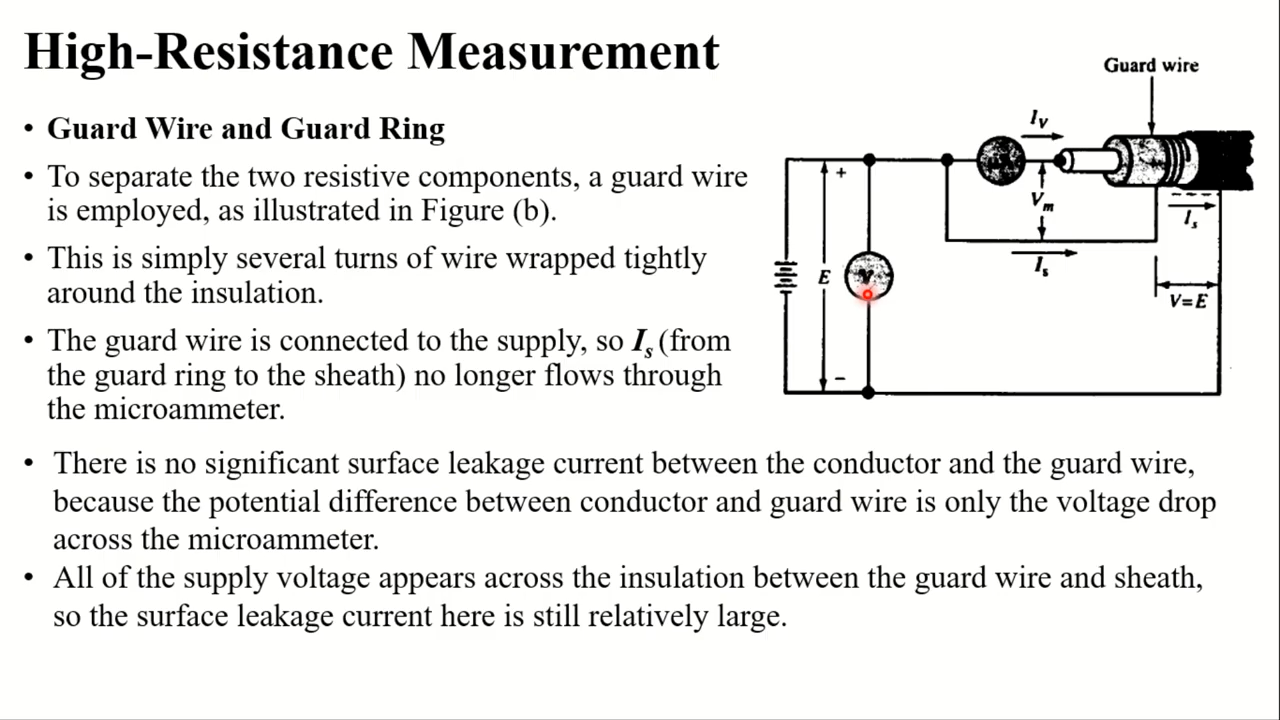 High-Resistance Measurement
• Guard Wire and Guard Ring
• To separate the two resistive components, a guard wire
is employed, as illustrated in Figure (b).
• This is simply several turns of wire wrapped tightly
around the insulation.
• The guard wire is connected to the supply, so Is (from
the guard ring to the sheath) no longer flows through
the microammeter.
• There is no significant surface leakage current between the conductor and the guard wire,
because the potential difference between conductor and guard wire is only the voltage drop
across the microammeter.
• All of the supply voltage appears across the insulation between the guard wire and sheath,
so the surface leakage current here is still relatively large.
Guard wire
IV
+
Vm
Is
Is
E
V
V=E
−